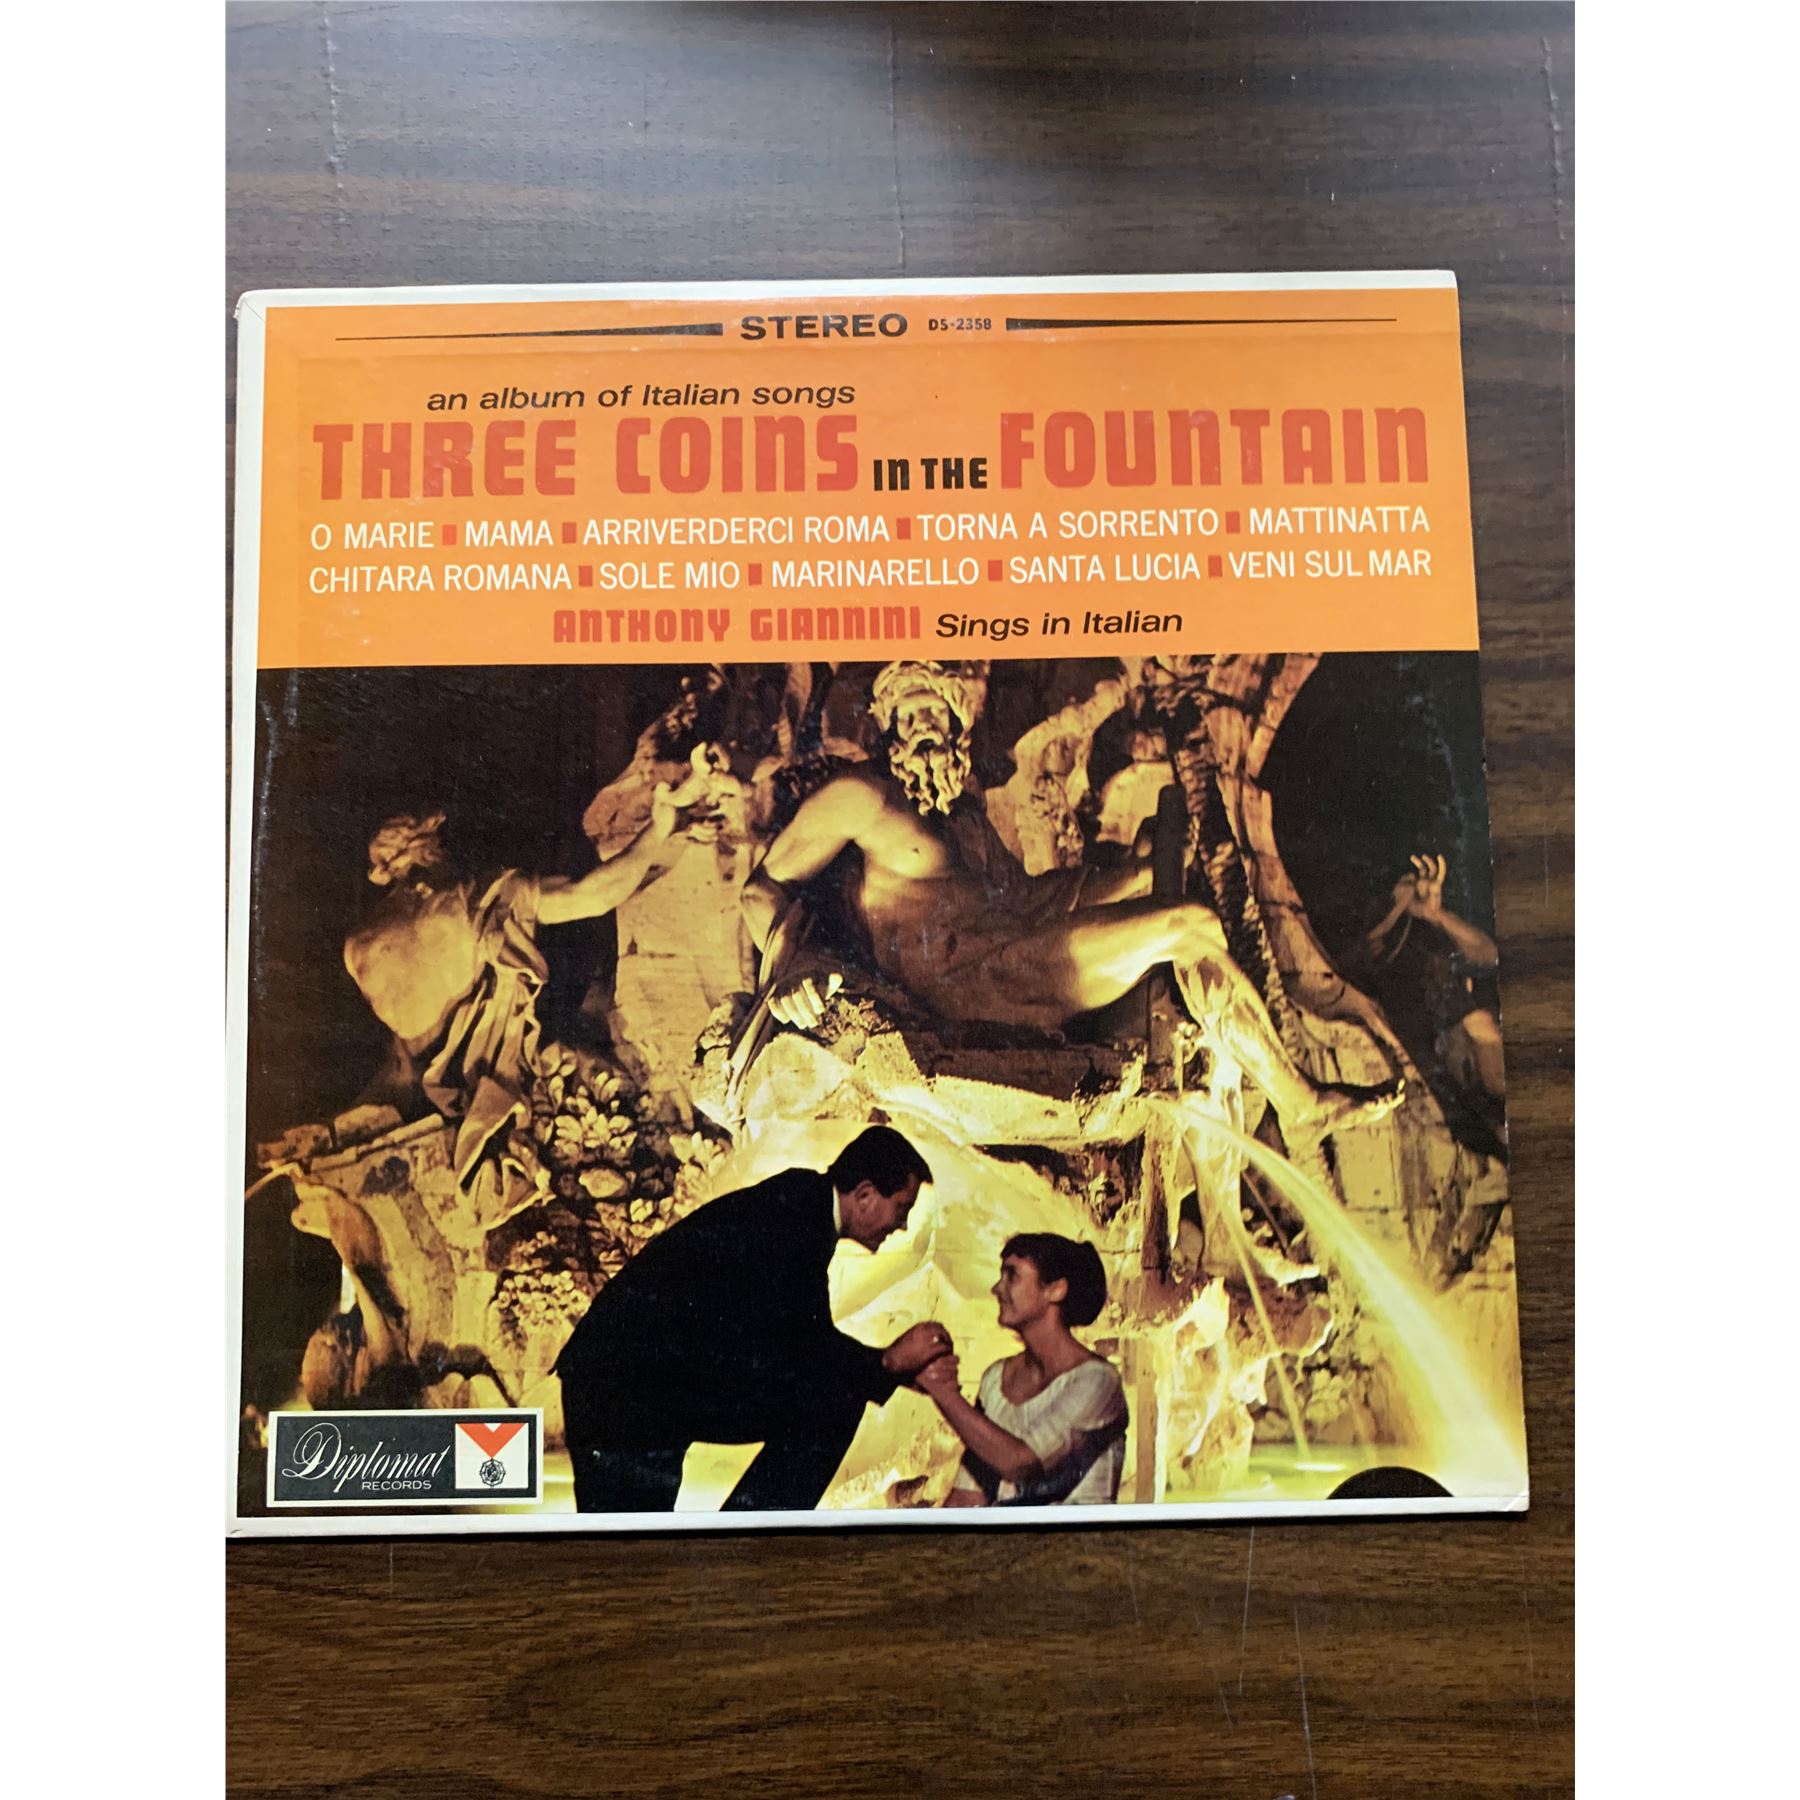 STEREO DS-2358
an album of Italian songs
THREE COINS IN THE FOUNTAIN
O MARIE ■ MAMA ■ ARRIVERDERCI ROMA ■ TORNA A SORRENTO ■ MATTINATTA
CHITARA ROMANA ■ SOLE MIO ■ MARINARELLO ■ SANTA LUCIA ■ VENI SUL MAR
ANTHONY GIANNINI Sings in Italian
Diplomat
RECORDS